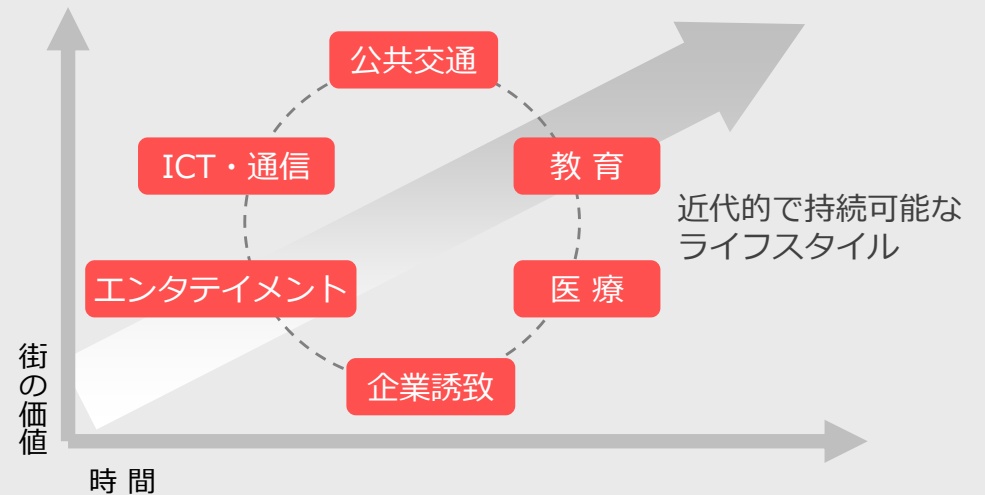 公共交通
ICT・通信
教 育
近代的で持続可能な
ライフスタイル
エンタテイメント
医 療
企業誘致
街の価値
時 間